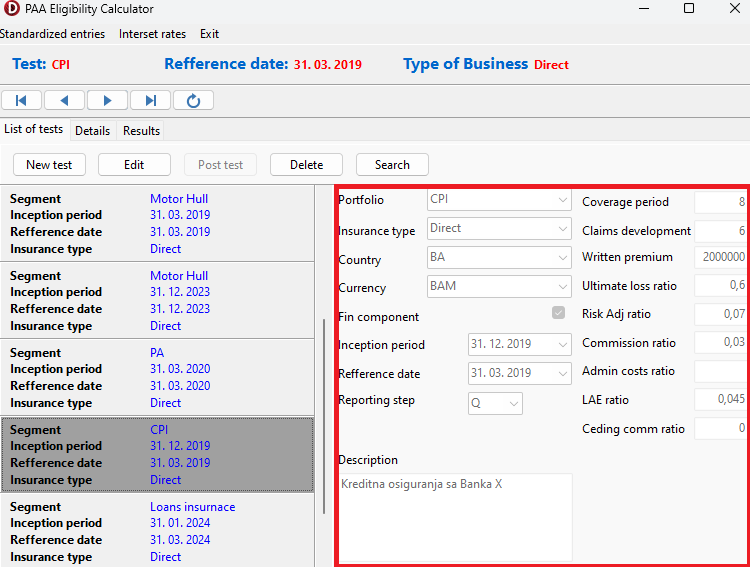 PAA Eligibility Calculator
Standardized entries Interset rates Exit
Test: CPI Refference date: 31. 03. 2019 Type of Business Direct
List of tests Details Results
New test Edit Post test Delete Search
Segment Motor Hull
Inception period 31. 03. 2019
Refference date 31. 03. 2019
Insurance type Direct
Segment Motor Hull
Inception period 31. 12. 2023
Refference date 31. 12. 2023
Insurance type Direct
Segment PA
Inception period 31. 03. 2020
Refference date 31. 03. 2020
Insurance type Direct
Segment CPI
Inception period 31. 12. 2019
Refference date 31. 03. 2019
Insurance type Direct
Segment Loans insurnace
Inception period 31. 01. 2024
Refference date 31. 03. 2024
Insurance type Direct
Portfolio CPI
Insurance type Direct
Country BA
Currency BAM
Fin component
Inception period 31. 12. 2019
Refference date 31. 03. 2019
Reporting step Q
Description
Kreditna osiguranja sa Banka X
Coverage period 8
Claims development 6
Written premium 2000000
Ultimate loss ratio 0,6
Risk Adj ratio 0,07
Commission ratio 0,03
Admin costs ratio
LAE ratio 0,045
Ceding comm ratio 0